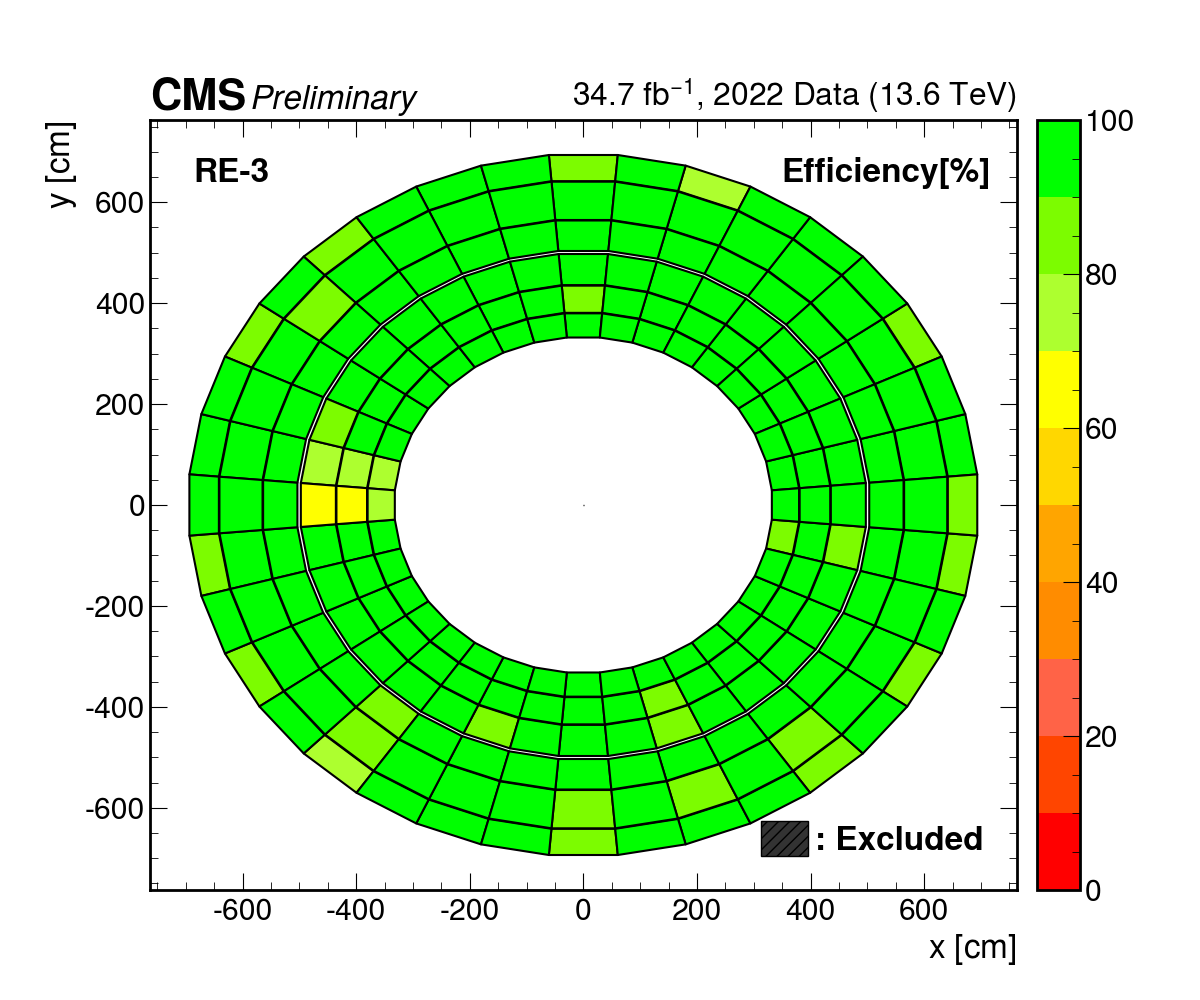 CMS Preliminary 34.7 fb⁻¹, 2022 Data (13.6 TeV)
y [cm]
RE-3
Efficiency[%]
600
400
200
0
-200
-400
-600
: Excluded
-600 -400 -200 0 200 400 600
x [cm]
100
80
60
40
20
0